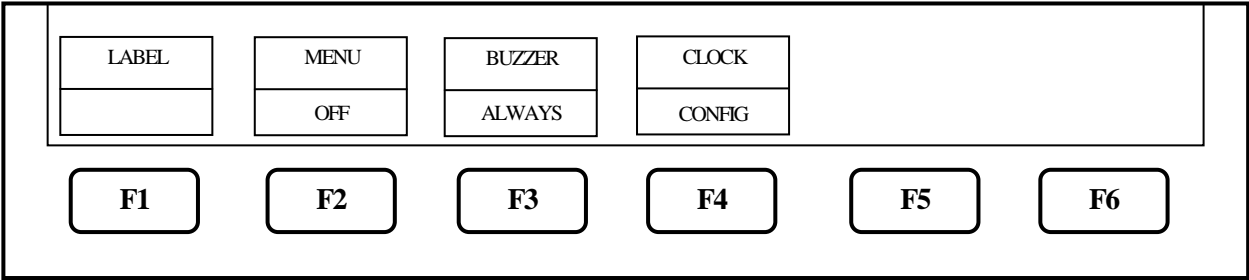 LABEL MENU BUZZER CLOCK
OFF ALWAYS CONFIG
F1 F2 F3 F4 F5 F6